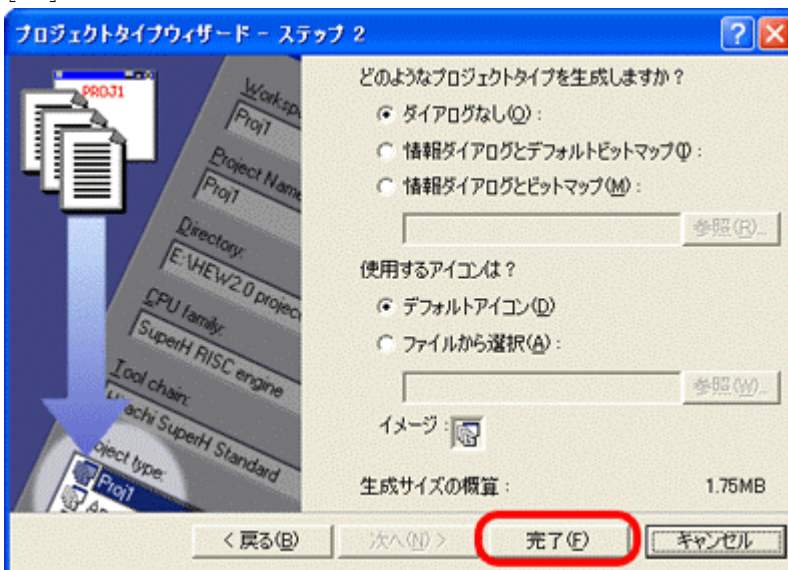 プロジェクトタイプウィザード - ステップ 2
PROJ1
Workspa
Proj1
Project Name
Proj1
Directory:
E:\HEW2.0 project
CPU family:
SuperH RISC engine
Tool chain:
Hitachi SuperH Standard
Project type:
Proj1
どのようなプロジェクトタイプを生成しますか？
ダイアログなし(O) :
情報ダイアログとデフォルトビットマップ(I) :
情報ダイアログとビットマップ(M) :
参照(R)...
使用するアイコンは？
デフォルトアイコン(D)
ファイルから選択(A) :
参照(W)...
イメージ :
生成サイズの概算 : 1.75MB
< 戻る(B) 次へ(N) > 完了(F) キャンセル